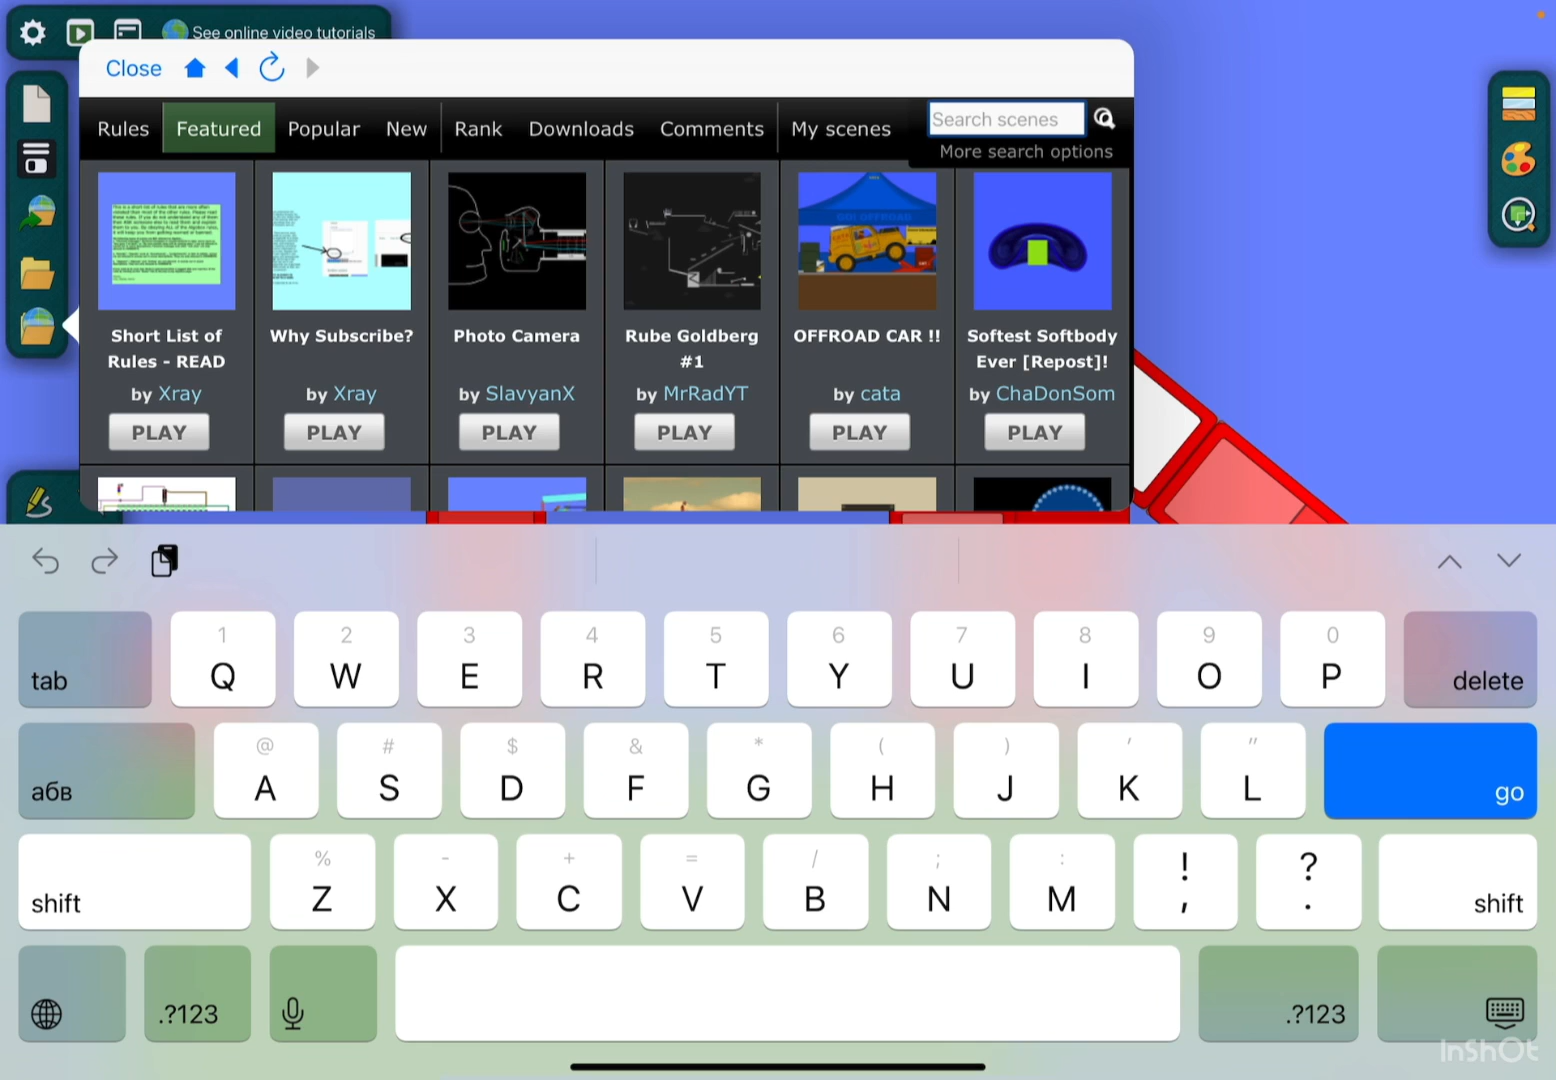 See online video tutorials
Close
Rules Featured Popular New Rank Downloads Comments My scenes Search scenes
More search options
GIBI OFFROAD
Short List of Rules - READ
by Xray
PLAY
Why Subscribe?
by Xray
PLAY
Photo Camera
by SlavyanX
PLAY
Rube Goldberg #1
by MrRadYT
PLAY
OFFROAD CAR !!
by cata
PLAY
Softest Softbody Ever [Repost]!
by ChaDonSom
PLAY
1 2 3 4 5 6 7 8 9 0
tab Q W E R T Y U I O P delete
@ # $ & * ( ) ' "
абв A S D F G H J K L go
% - + = / ; : ! ?
shift Z X C V B N M , . shift
.?123 .?123
InShOt